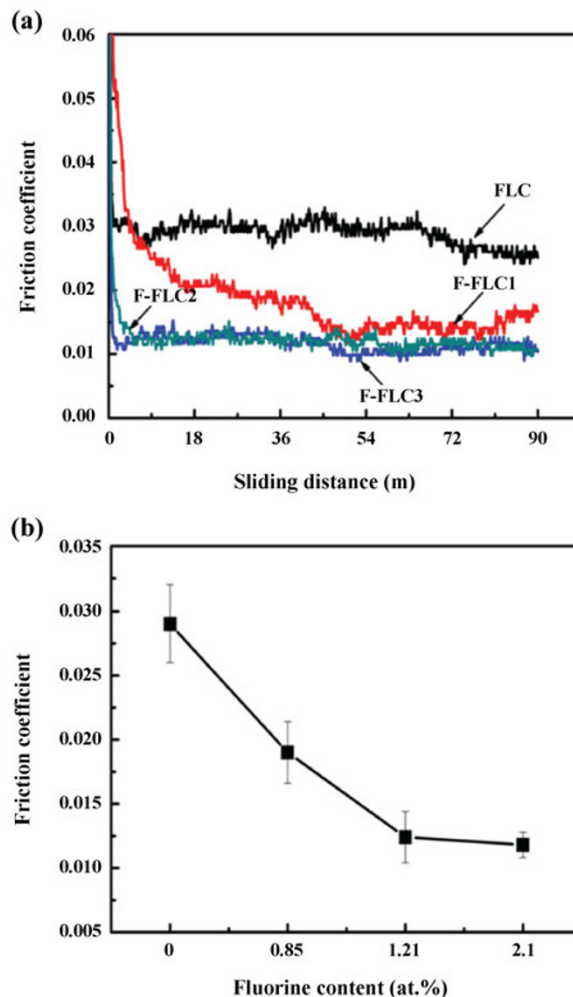 (a)
0.06
0.05
0.04
0.03
0.02
0.01
0.00
Friction coefficient
FLC
F-FLC2
F-FLC1
F-FLC3
0 18 36 54 72 90
Sliding distance (m)
(b)
0.035
0.030
0.025
0.020
0.015
0.010
0.005
Friction coefficient
0 0.85 1.21 2.1
Fluorine content (at.%)